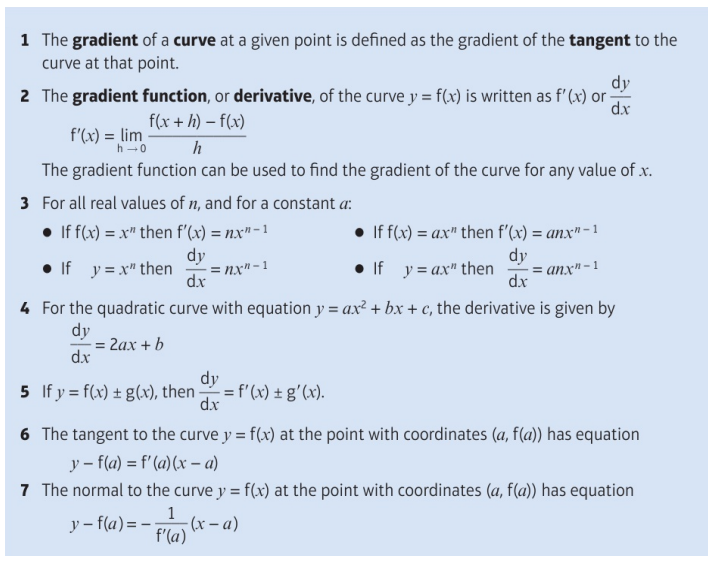 1 The gradient of a curve at a given point is defined as the gradient of the tangent to the
curve at that point.
2 The gradient function, or derivative, of the curve y = f(x) is written as f′(x) or dy/dx
f′(x) = lim h→0 (f(x + h) − f(x))/h
The gradient function can be used to find the gradient of the curve for any value of x.
3 For all real values of n, and for a constant a:
• If f(x) = xⁿ then f′(x) = nxⁿ⁻¹ • If f(x) = axⁿ then f′(x) = anxⁿ⁻¹
• If y = xⁿ then dy/dx = nxⁿ⁻¹ • If y = axⁿ then dy/dx = anxⁿ⁻¹
4 For the quadratic curve with equation y = ax² + bx + c, the derivative is given by
dy/dx = 2ax + b
5 If y = f(x) ± g(x), then dy/dx = f′(x) ± g′(x).
6 The tangent to the curve y = f(x) at the point with coordinates (a, f(a)) has equation
y − f(a) = f′(a)(x − a)
7 The normal to the curve y = f(x) at the point with coordinates (a, f(a)) has equation
y − f(a) = − 1/f′(a) (x − a)